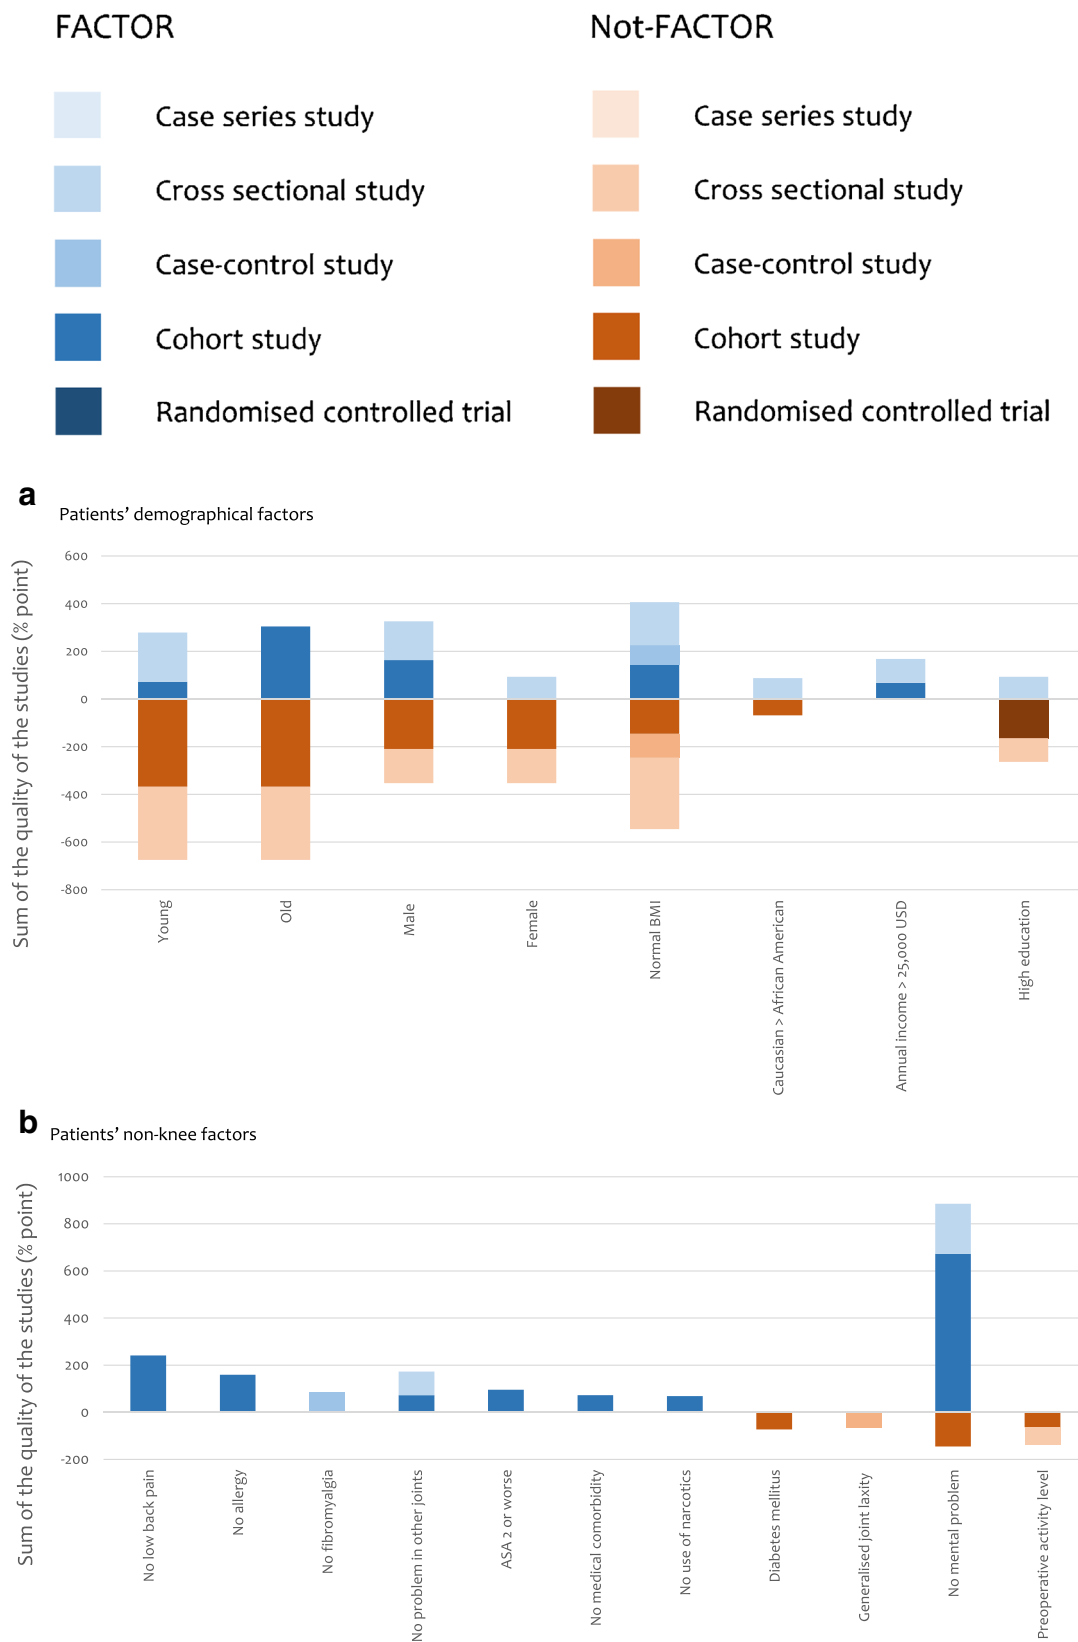 FACTOR
Not-FACTOR
Case series study
Case series study
Cross sectional study
Cross sectional study
Case-control study
Case-control study
Cohort study
Cohort study
Randomised controlled trial
Randomised controlled trial
a
Patients' demographical factors
Sum of the quality of the studies (% point)
600
400
200
0
-200
-400
-600
-800
Young
Old
Male
Female
Normal BMI
Caucasian > African American
Annual income > 25,000 USD
High education
b
Patients' non-knee factors
Sum of the quality of the studies (% point)
1000
800
600
400
200
0
-200
No low back pain
No allergy
No fibromyalgia
No problem in other joints
ASA 2 or worse
No medical comorbidity
No use of narcotics
Diabetes mellitus
Generalised joint laxity
No mental problem
Preoperative activity level